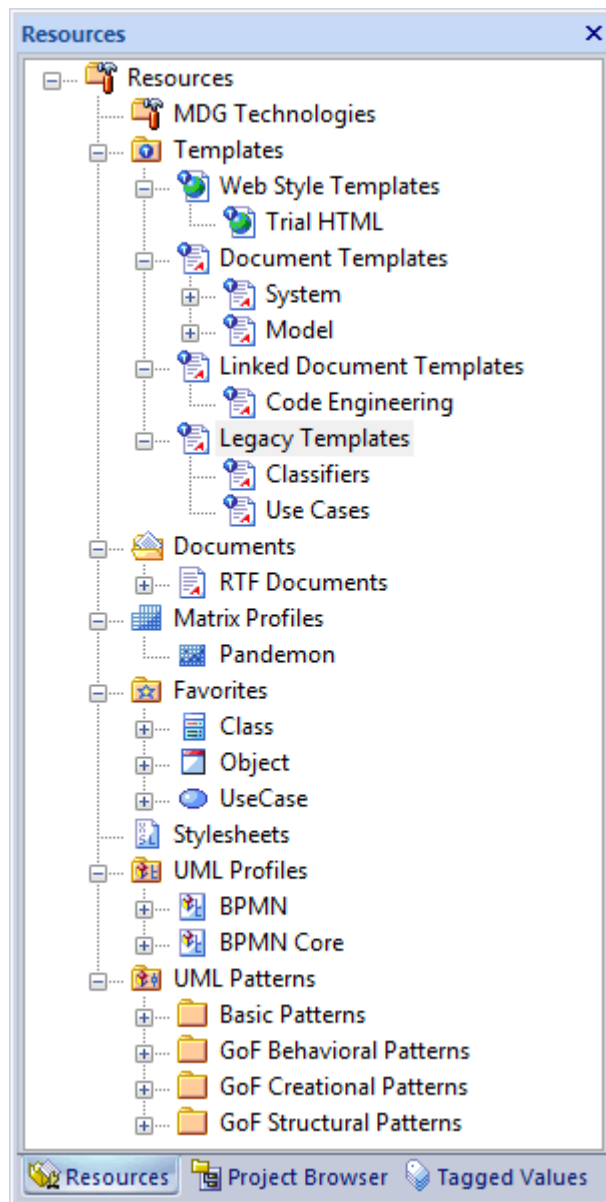 Resources
Resources
MDG Technologies
Templates
Web Style Templates
Trial HTML
Document Templates
System
Model
Linked Document Templates
Code Engineering
Legacy Templates
Classifiers
Use Cases
Documents
RTF Documents
Matrix Profiles
Pandemon
Favorites
Class
Object
UseCase
Stylesheets
UML Profiles
BPMN
BPMN Core
UML Patterns
Basic Patterns
GoF Behavioral Patterns
GoF Creational Patterns
GoF Structural Patterns
Resources Project Browser Tagged Values